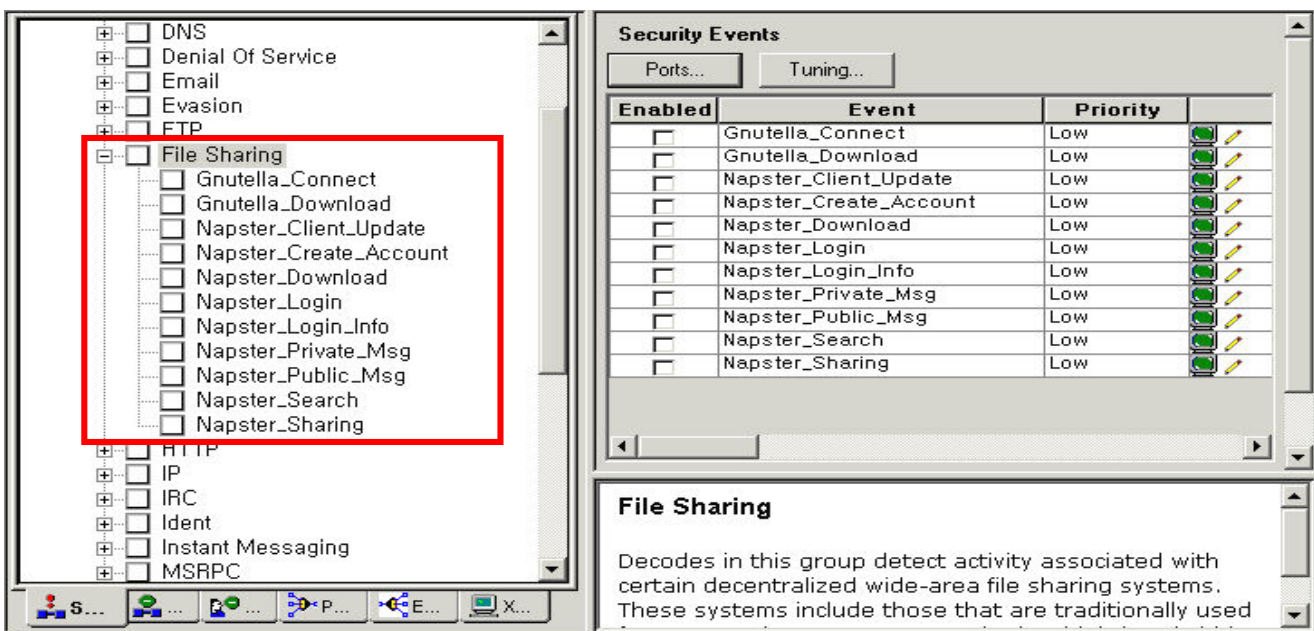 DNS
Denial Of Service
Email
Evasion
FTP
File Sharing
Gnutella_Connect
Gnutella_Download
Napster_Client_Update
Napster_Create_Account
Napster_Download
Napster_Login
Napster_Login_Info
Napster_Private_Msg
Napster_Public_Msg
Napster_Search
Napster_Sharing
HTTP
IP
IRC
Ident
Instant Messaging
MSRPC
S... ... ... P... E... X...
Security Events
Ports... Tuning...
Enabled Event Priority
Gnutella_Connect Low
Gnutella_Download Low
Napster_Client_Update Low
Napster_Create_Account Low
Napster_Download Low
Napster_Login Low
Napster_Login_Info Low
Napster_Private_Msg Low
Napster_Public_Msg Low
Napster_Search Low
Napster_Sharing Low
File Sharing
Decodes in this group detect activity associated with
certain decentralized wide-area file sharing systems.
These systems include those that are traditionally used